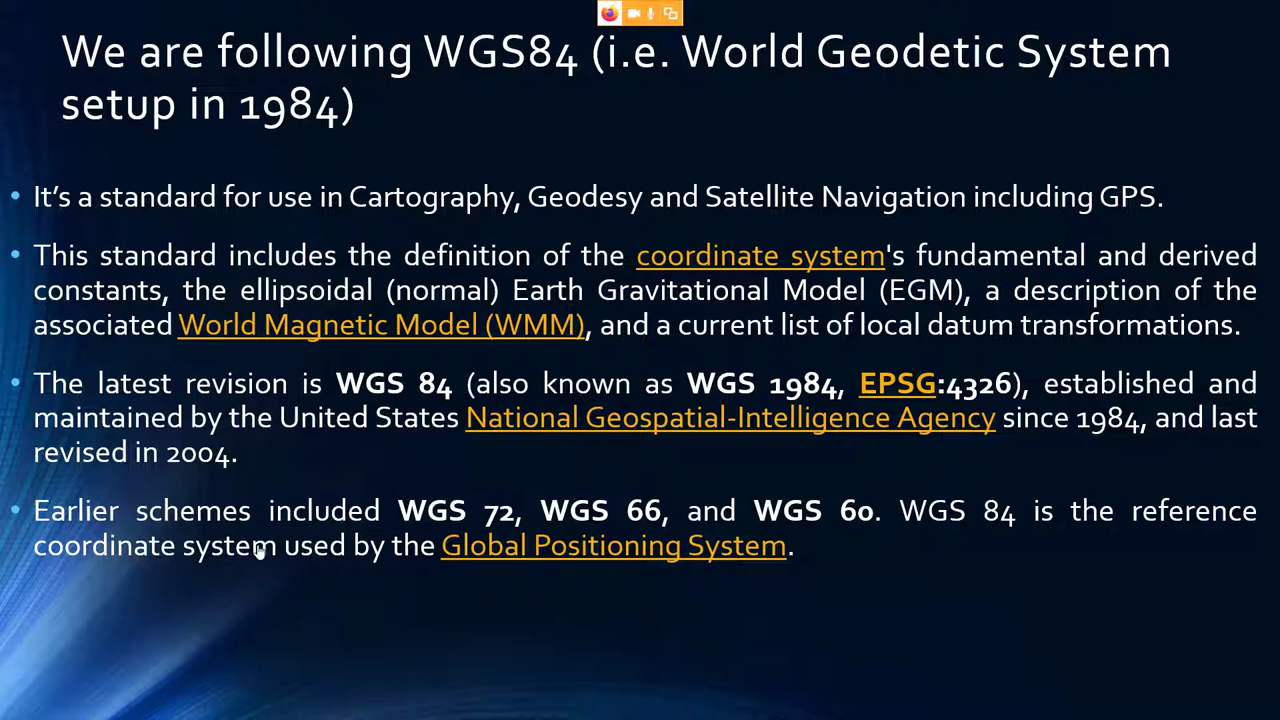 We are following WGS84 (i.e. World Geodetic System
setup in 1984)
• It's a standard for use in Cartography, Geodesy and Satellite Navigation including GPS.
• This standard includes the definition of the coordinate system's fundamental and derived
constants, the ellipsoidal (normal) Earth Gravitational Model (EGM), a description of the
associated World Magnetic Model (WMM), and a current list of local datum transformations.
• The latest revision is WGS 84 (also known as WGS 1984, EPSG:4326), established and
maintained by the United States National Geospatial-Intelligence Agency since 1984, and last
revised in 2004.
• Earlier schemes included WGS 72, WGS 66, and WGS 60. WGS 84 is the reference
coordinate system used by the Global Positioning System.